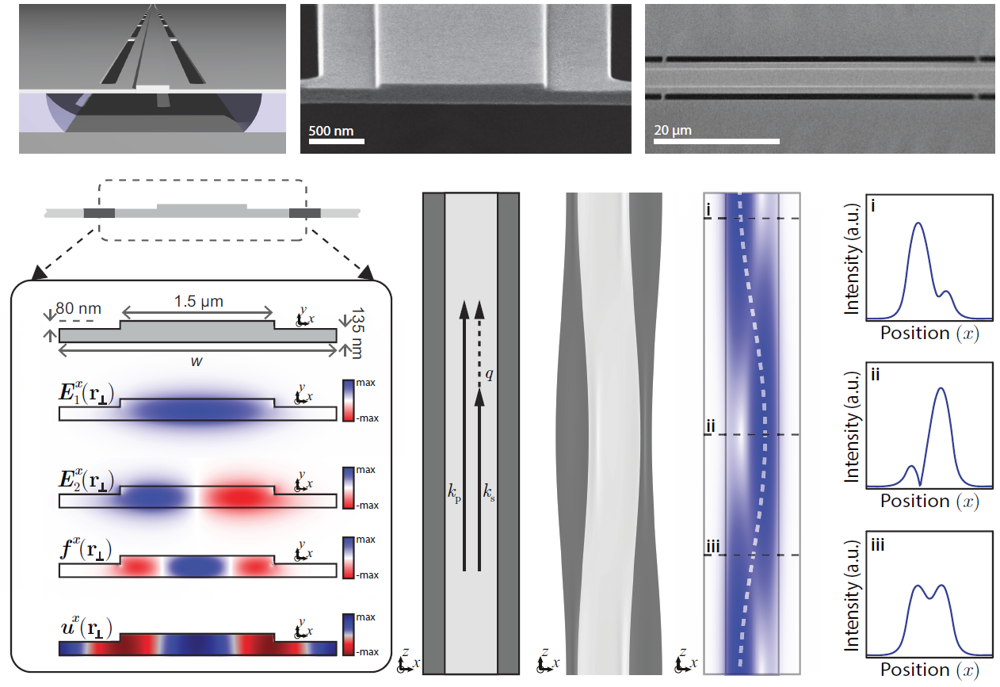 500 nm
20 µm
80 nm
1.5 µm
y
x
135 nm
w
E₁ˣ(r⊥)
y
x
max
-max
E₂ˣ(r⊥)
y
x
max
-max
fˣ(r⊥)
y
x
max
-max
uˣ(r⊥)
y
x
max
-max
q
kₚ
kₛ
z
x
z
x
i
ii
iii
z
x
i
Intensity (a.u.)
Position (x)
ii
Intensity (a.u.)
Position (x)
iii
Intensity (a.u.)
Position (x)